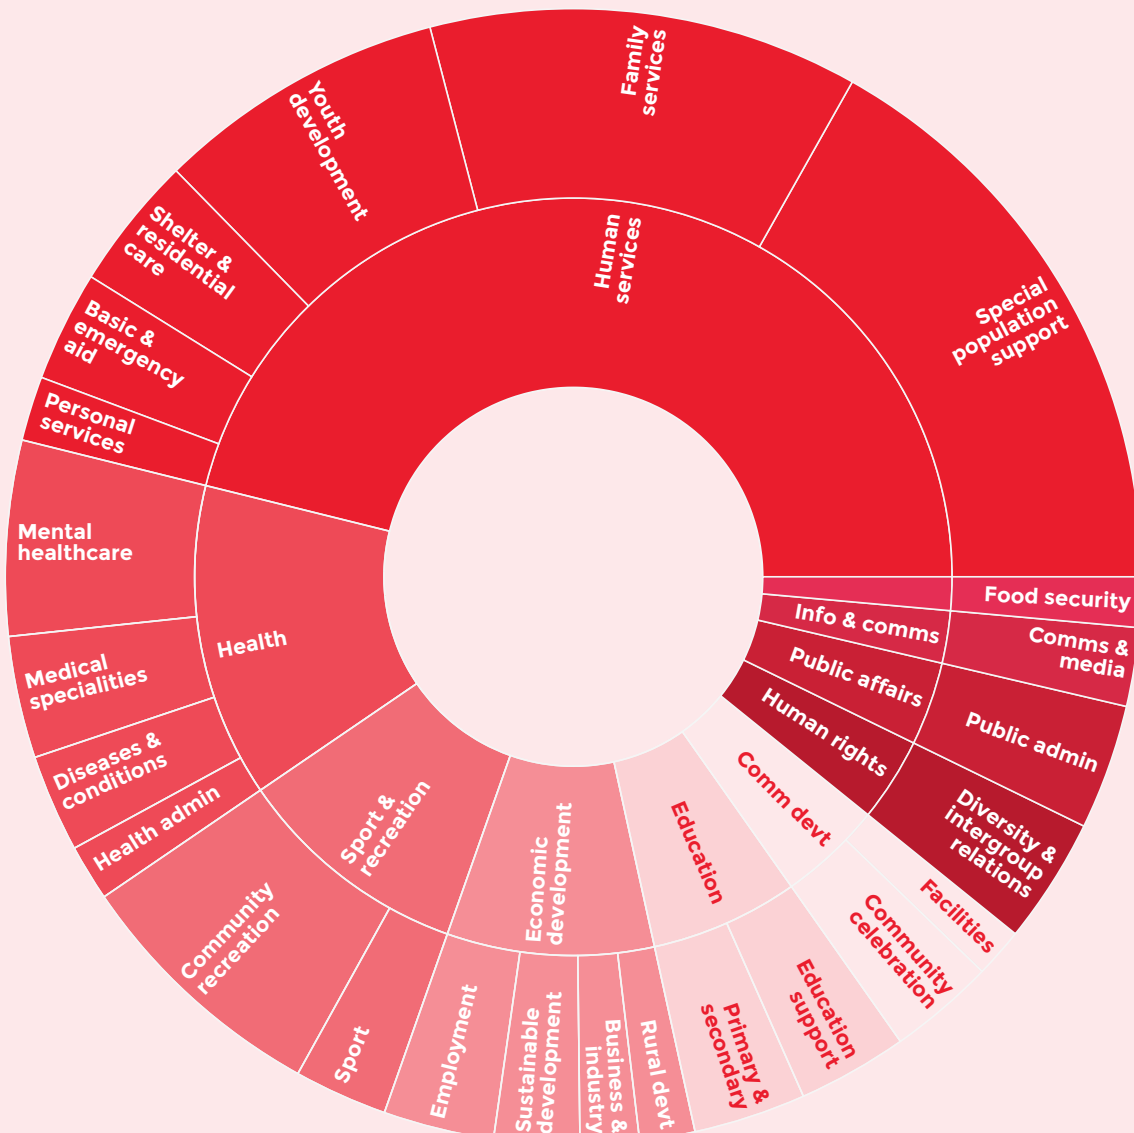 Family
services
Youth
development
Human
services
Shelter &
residential
care
Special
population
support
Basic &
emergency
aid
Personal
services
Mental
healthcare
Food security
Info & comms
Comms &
media
Health
Public affairs
Medical
specialities
Public admin
Human rights
Diseases &
conditions
Comm devt
Diversity &
intergroup
relations
Health admin
Sport &
recreation
Economic
development
Education
Facilities
Community
celebration
Community
recreation
Education
support
Sport
Employment
Sustainable
development
Business &
industry
Rural devt
Primary &
secondary